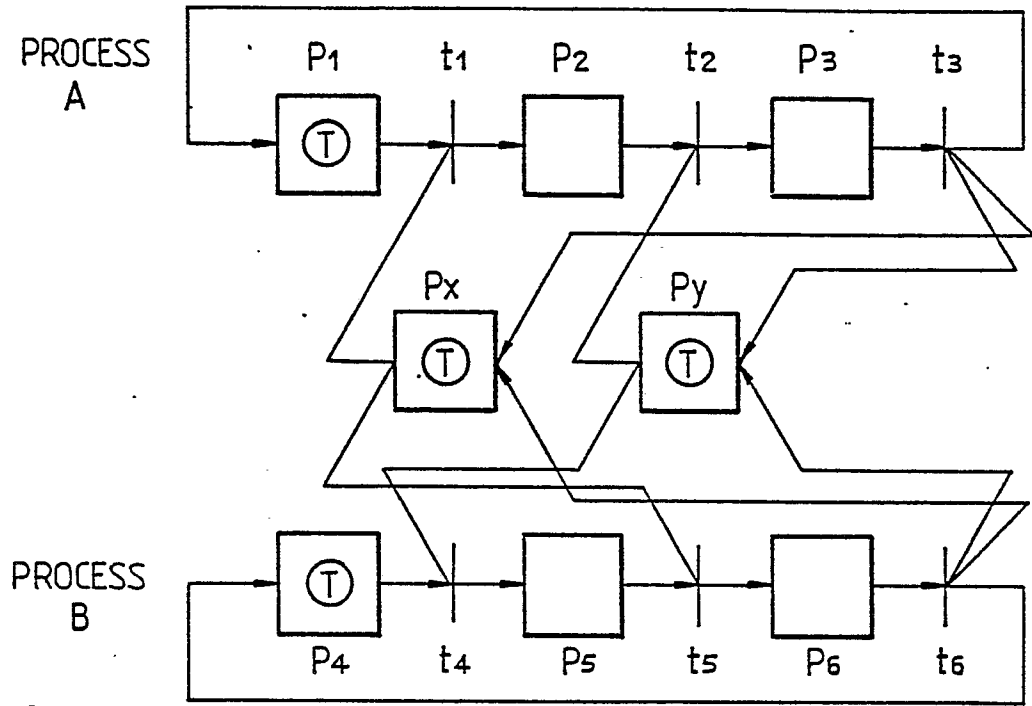 PROCESS
A
P1 t1 P2 t2 P3 t3
T
Px Py
T T
PROCESS
B
T
P4 t4 P5 t5 P6 t6